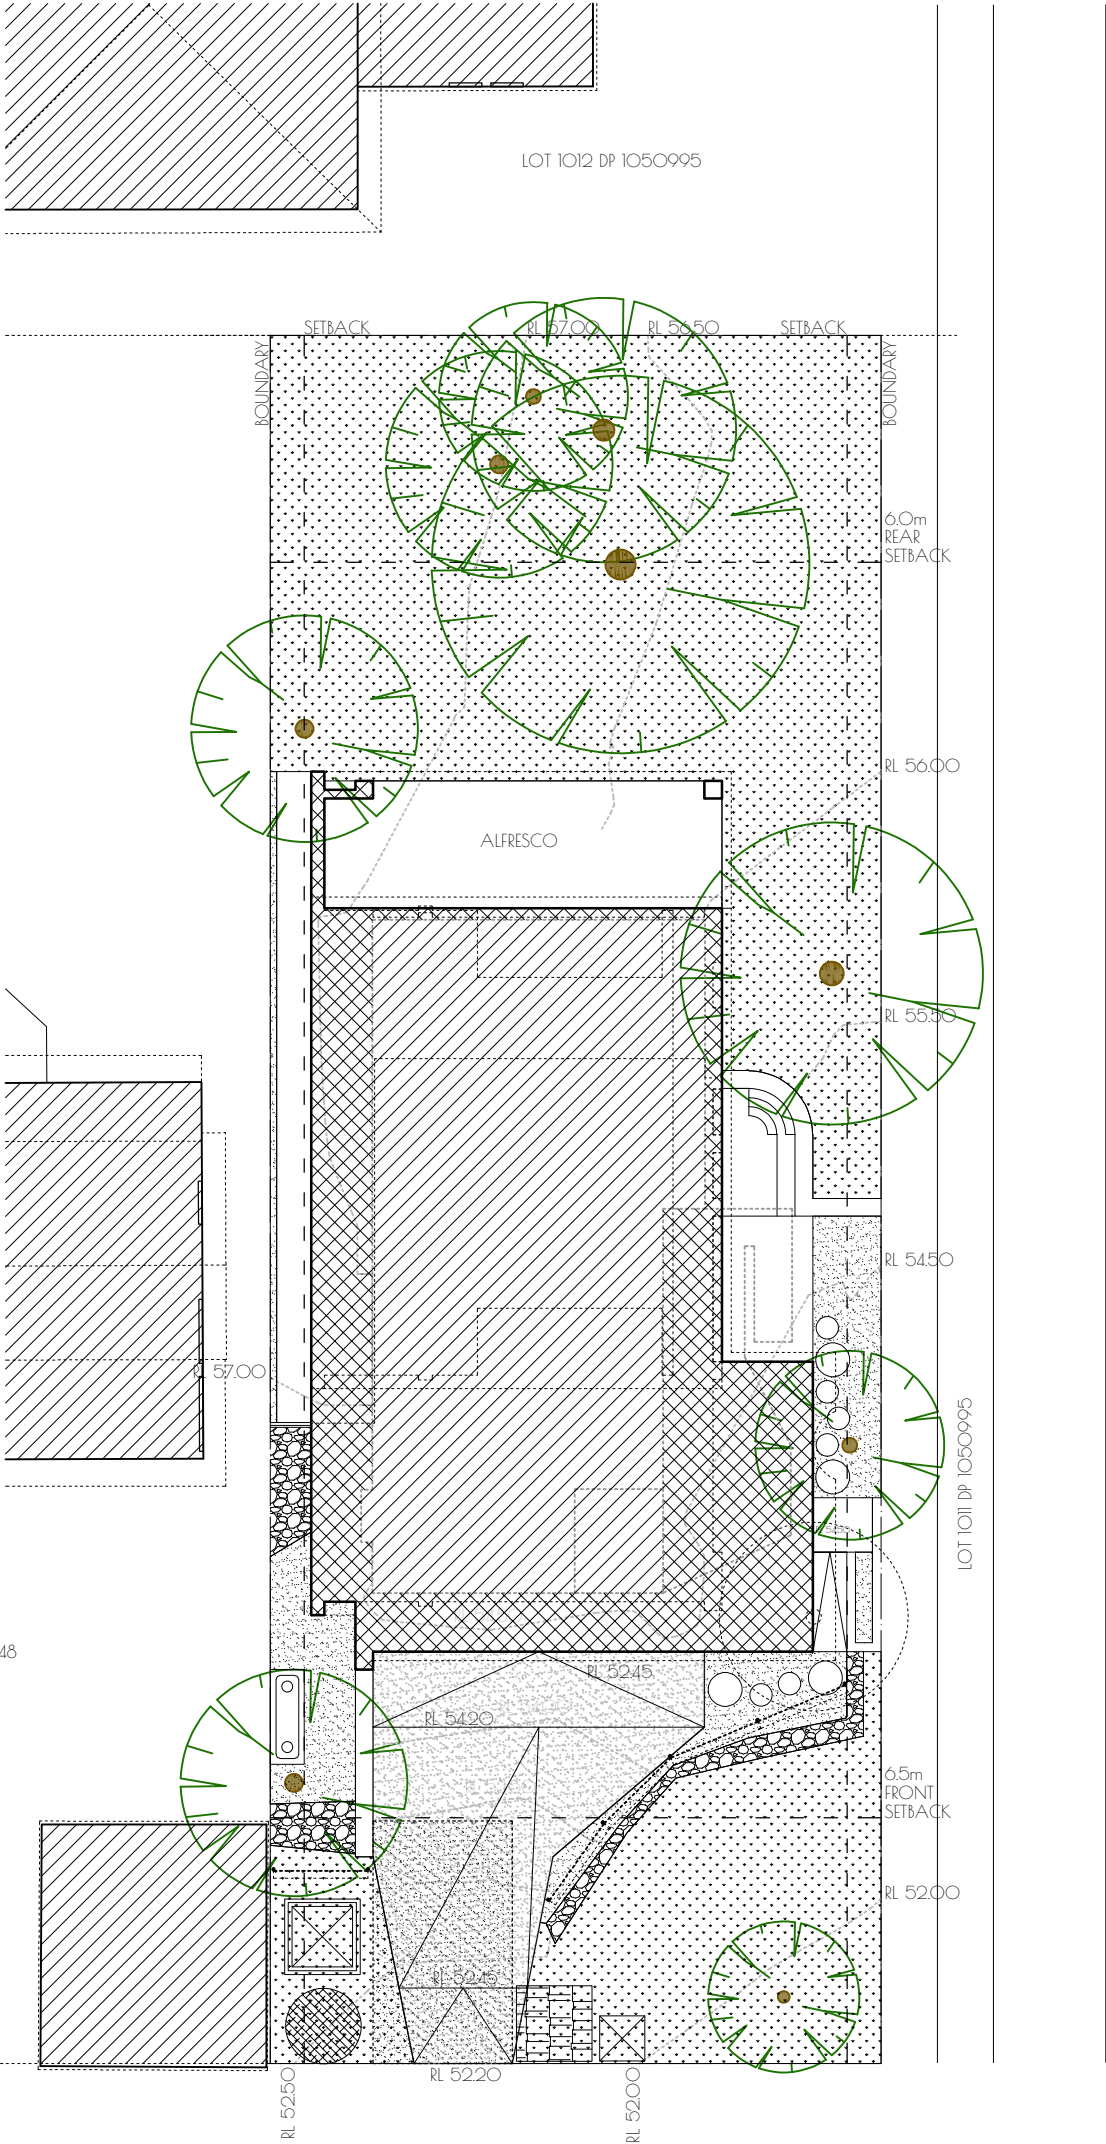 LOT 1012 DP 1050995
SETBACK
RL 57.00
RL 56.50
SETBACK
BOUNDARY
BOUNDARY
6.0m
REAR
SETBACK
RL 56.00
ALFRESCO
RL 55.50
RL 54.50
RL 57.00
LOT 1011 DP 1050995
48
RL 52.45
RL 54.20
6.5m
FRONT
SETBACK
RL 52.00
RL 52.45
RL 52.20
RL 52.50
RL 52.00